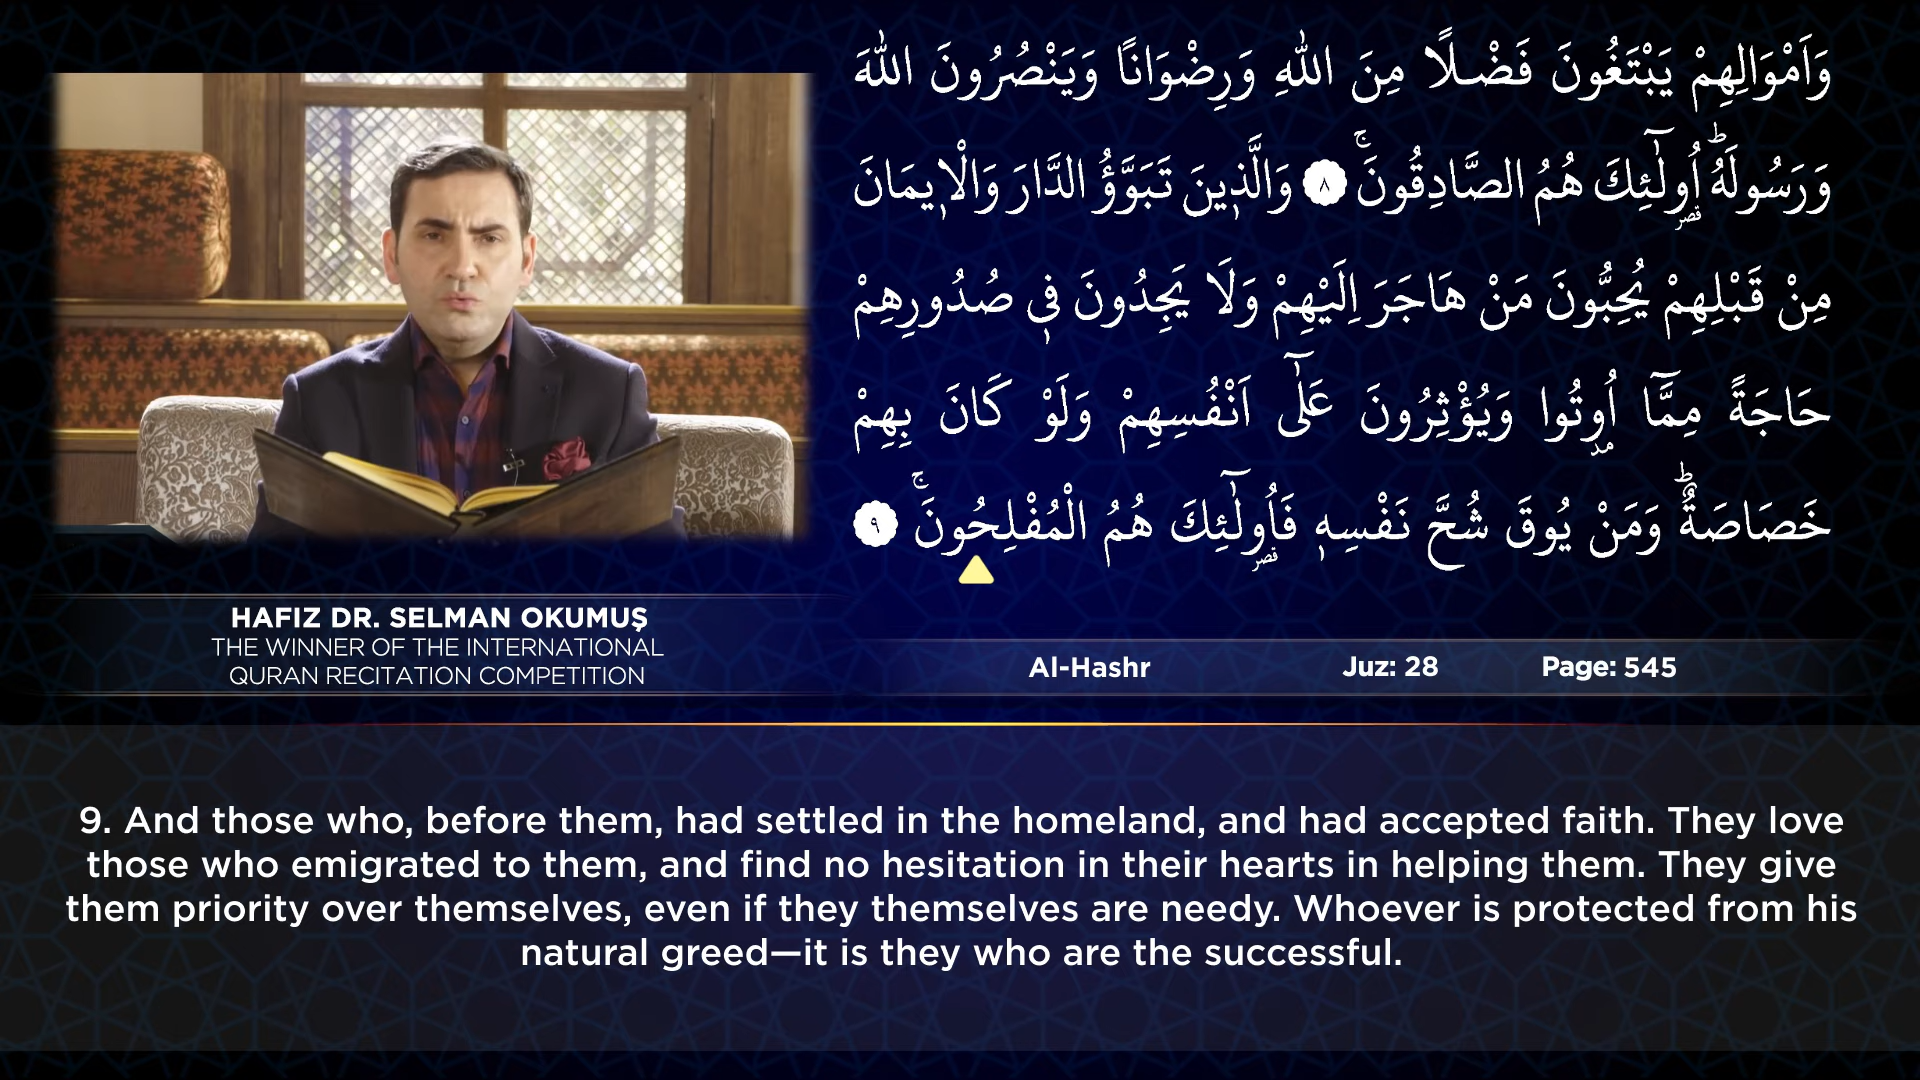 وَاَمْوَالِهِمْ يَبْتَغُونَ فَضْلًا مِنَ اللّٰهِ وَرِضْوَانًا وَيَنْصُرُونَ اللّٰهَ
وَرَسُولَهُۜ اُو۬لٰٓئِكَ هُمُ الصَّادِقُونَۚ ٨ وَالَّذ۪ينَ تَبَوَّؤُ الدَّارَ وَالْا۪يمَانَ
مِنْ قَبْلِهِمْ يُحِبُّونَ مَنْ هَاجَرَ اِلَيْهِمْ وَلَا يَجِدُونَ ف۪ي صُدُورِهِمْ
حَاجَةً مِمَّٓا اُو۫تُوا وَيُؤْثِرُونَ عَلٰٓى اَنْفُسِهِمْ وَلَوْ كَانَ بِهِمْ
خَصَاصَةٌۜ وَمَنْ يُوقَ شُحَّ نَفْسِه۪ فَاُو۬لٰٓئِكَ هُمُ الْمُفْلِحُونَۚ ٩
HAFIZ DR. SELMAN OKUMUŞ
THE WINNER OF THE INTERNATIONAL
QURAN RECITATION COMPETITION
Al-Hashr Juz: 28 Page: 545
9. And those who, before them, had settled in the homeland, and had accepted faith. They love
those who emigrated to them, and find no hesitation in their hearts in helping them. They give
them priority over themselves, even if they themselves are needy. Whoever is protected from his
natural greed—it is they who are the successful.